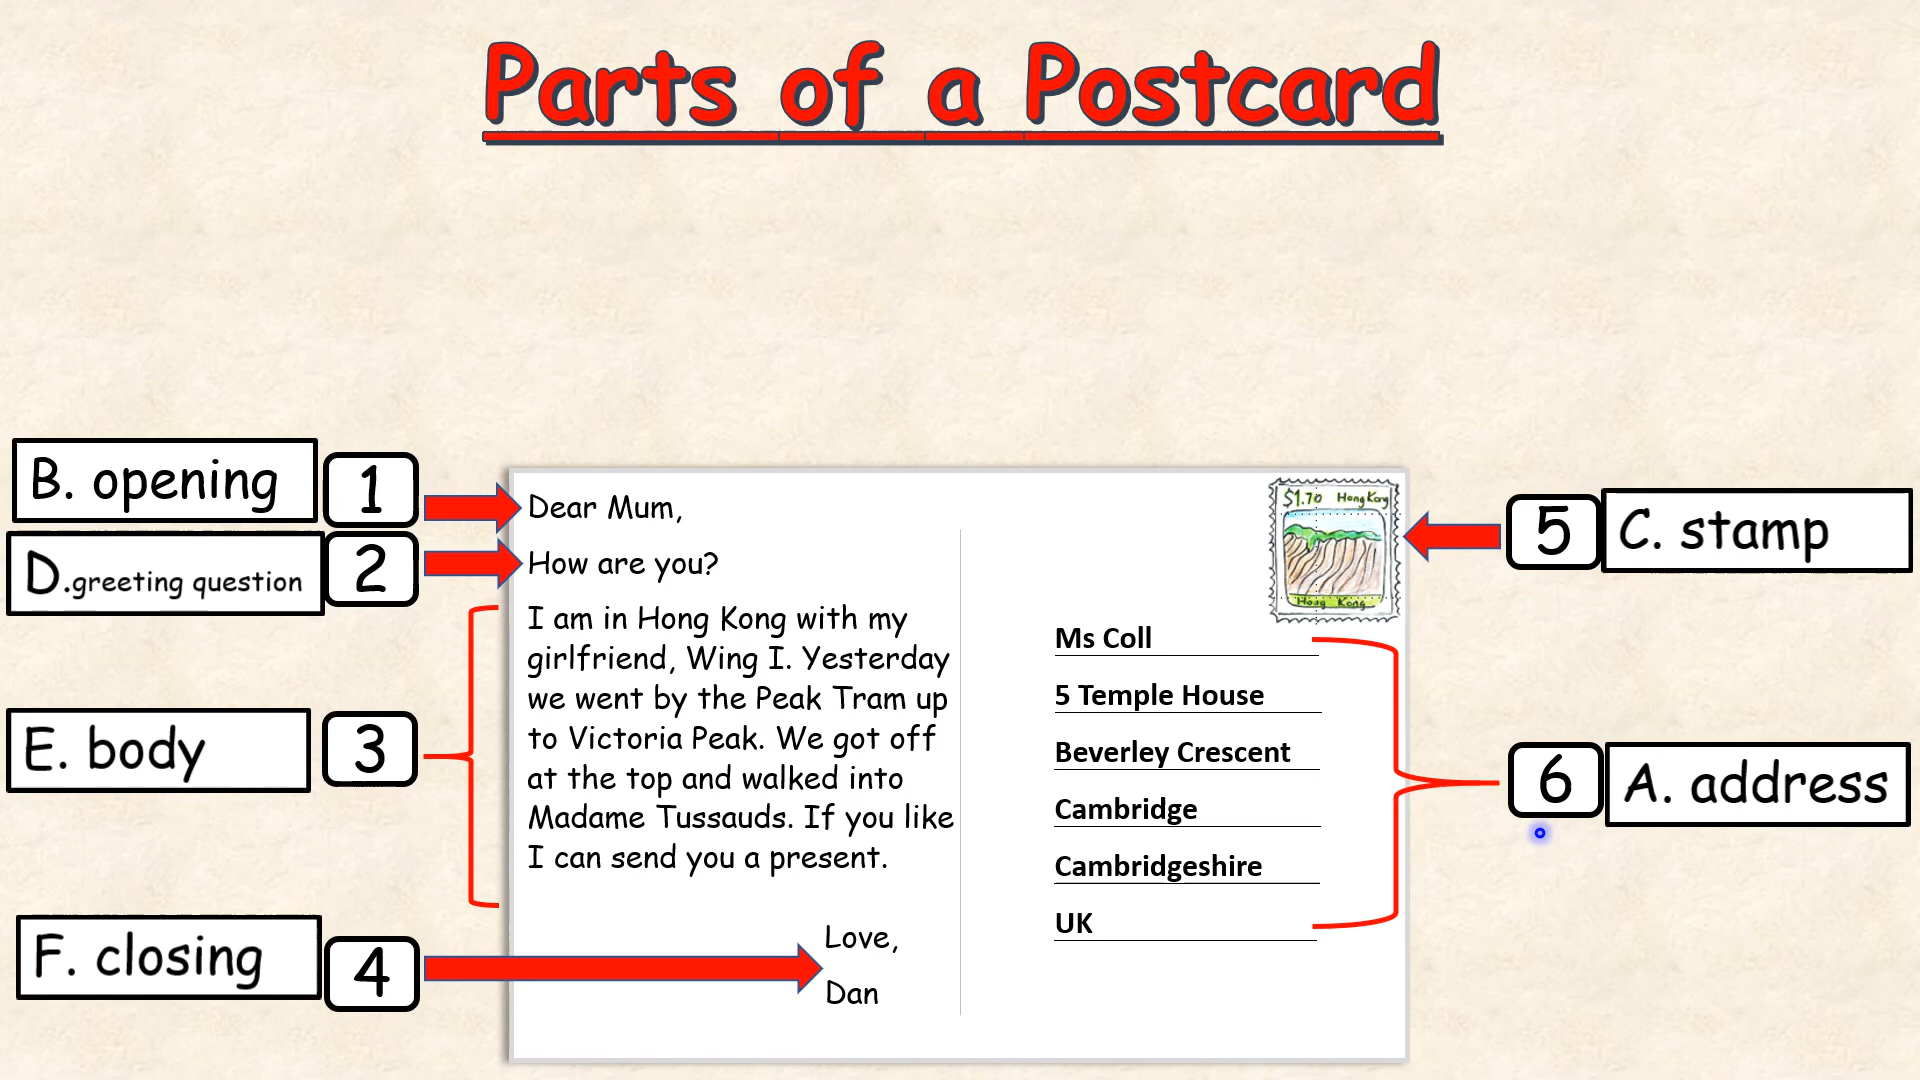 Parts of a Postcard
B. opening
1
D.greeting question
2
E. body
3
F. closing
4
Dear Mum,
How are you?
I am in Hong Kong with my
girlfriend, Wing I. Yesterday
we went by the Peak Tram up
to Victoria Peak. We got off
at the top and walked into
Madame Tussauds. If you like
I can send you a present.
Love,
Dan
$1.70 Hong Kong
Hong Kong
Ms Coll
5 Temple House
Beverley Crescent
Cambridge
Cambridgeshire
UK
5
C. stamp
6
A. address